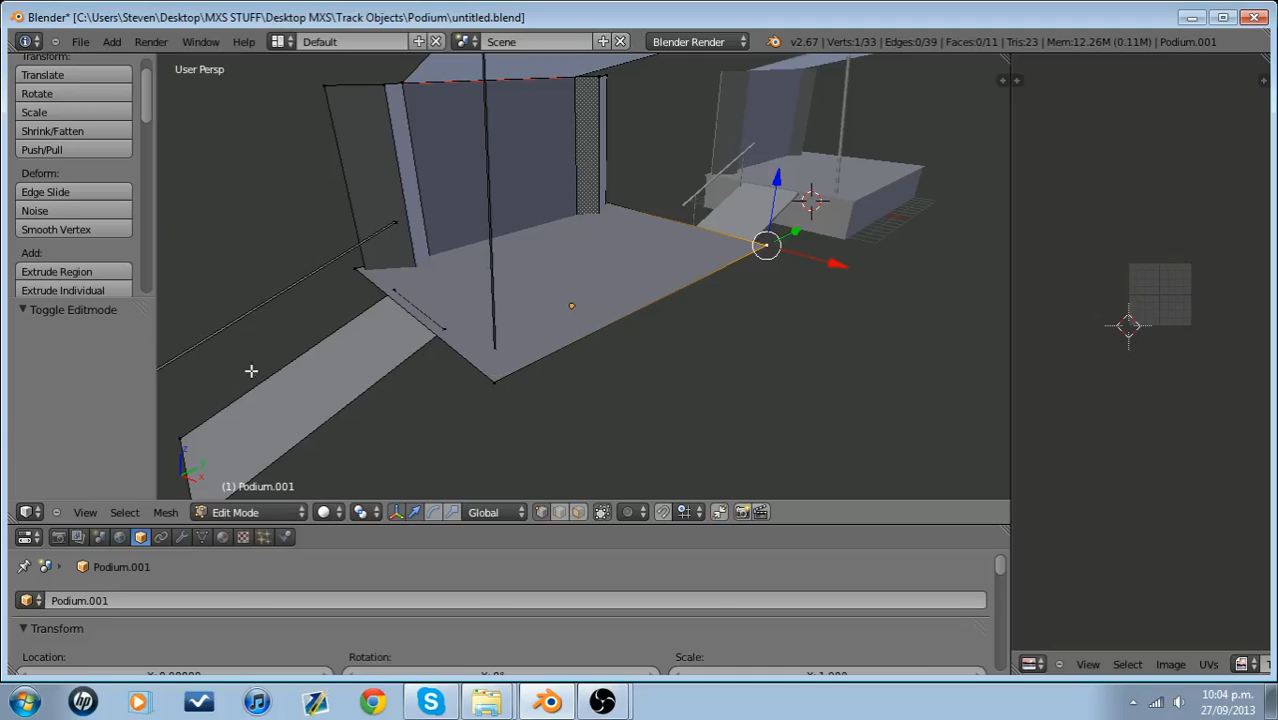 Blender* [C:\Users\Steven\Desktop\MXS STUFF\Desktop MXS\Track Objects\Podium\untitled.blend]
File Add Render Window Help Default Scene Blender Render v2.67 | Verts:1/33 | Edges:0/39 | Faces:0/11 | Tris:23 | Mem:12.26M (0.11M) | Podium.001
Transform:
Translate
Rotate
Scale
Shrink/Fatten
Push/Pull
Deform:
Edge Slide
Noise
Smooth Vertex
Add:
Extrude Region
Extrude Individual
Toggle Editmode
User Persp
z
y
x
(1) Podium.001
View Select Mesh Edit Mode Global
Podium.001
Podium.001
Transform
Location: Rotation: Scale:
View Select Image UVs
10:04 p.m.
27/09/2013